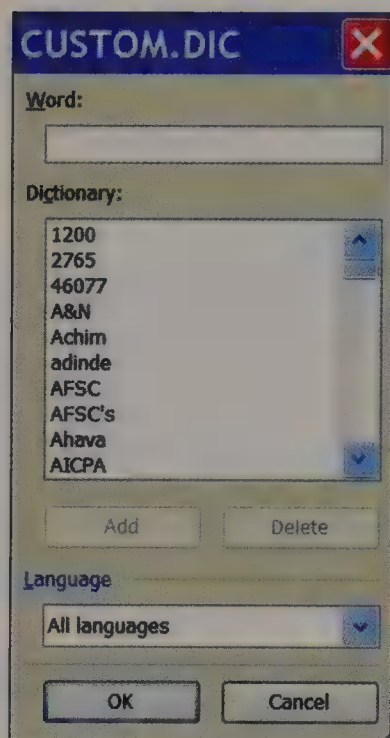 CUSTOM.DIC
Word:
Dictionary:
1200
2765
46077
A&N
Achim
adinde
AFSC
AFSC's
Ahava
AICPA
Add Delete
Language
All languages
OK Cancel